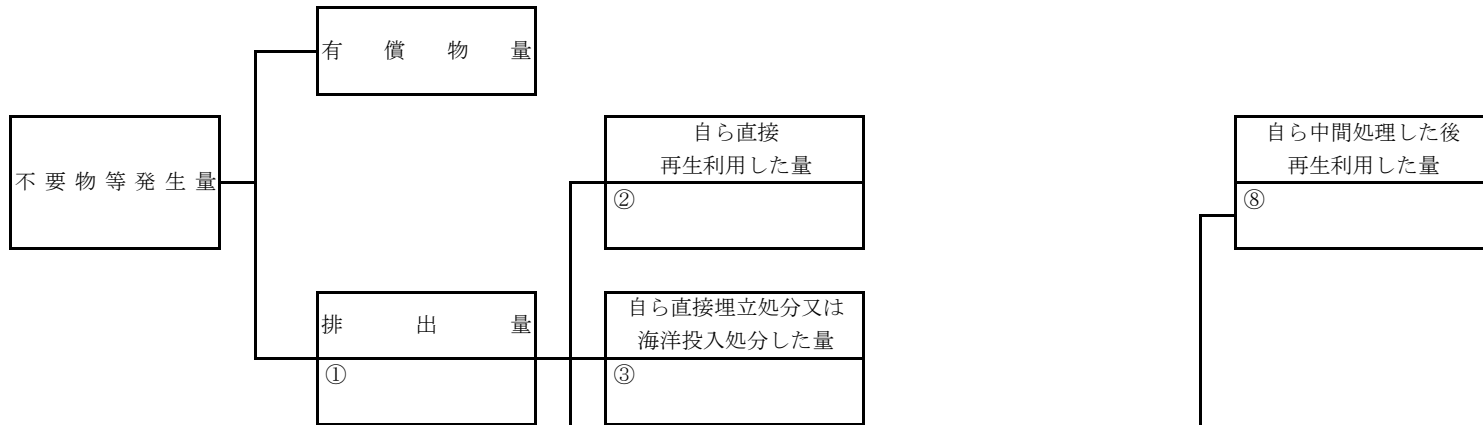 有償物量
不要物等発生量
自ら直接
再生利用した量
②
自ら中間処理した後
再生利用した量
⑧
排出量
①
自ら直接埋立処分又は
海洋投入処分した量
③